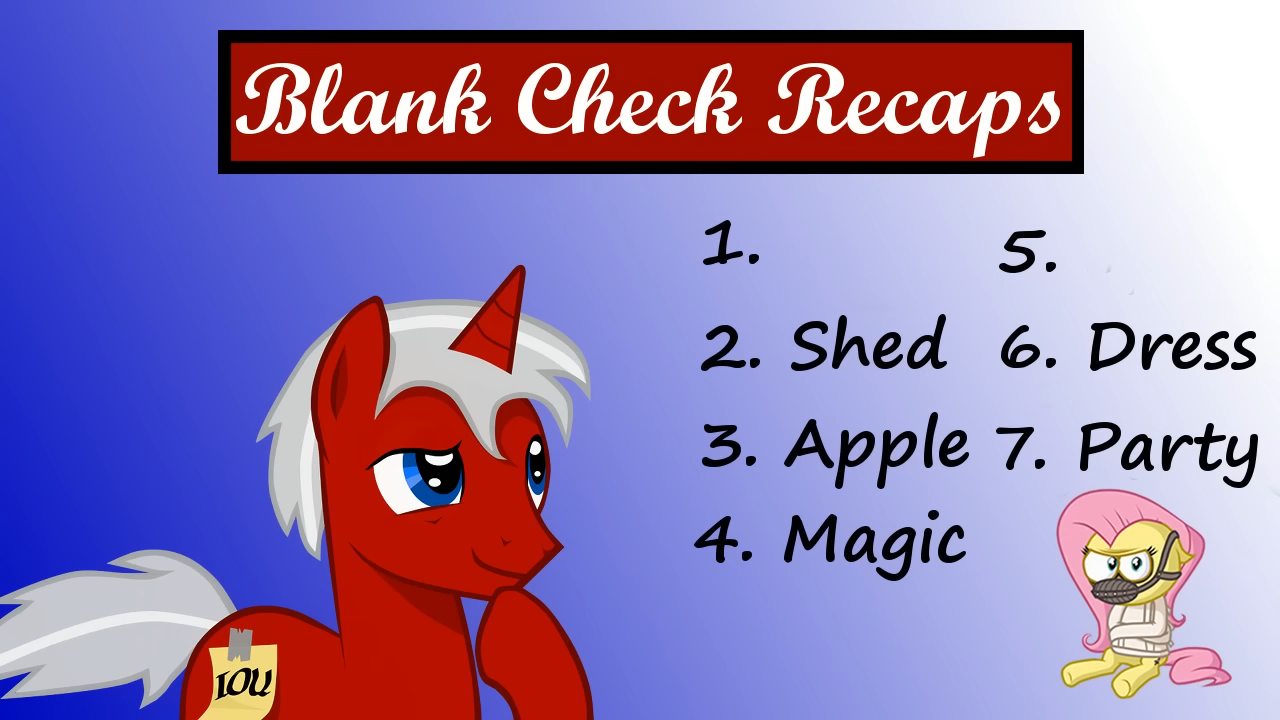 Blank Check Recaps
1.
2. Shed
3. Apple
4. Magic
5.
6. Dress
7. Party
IOU